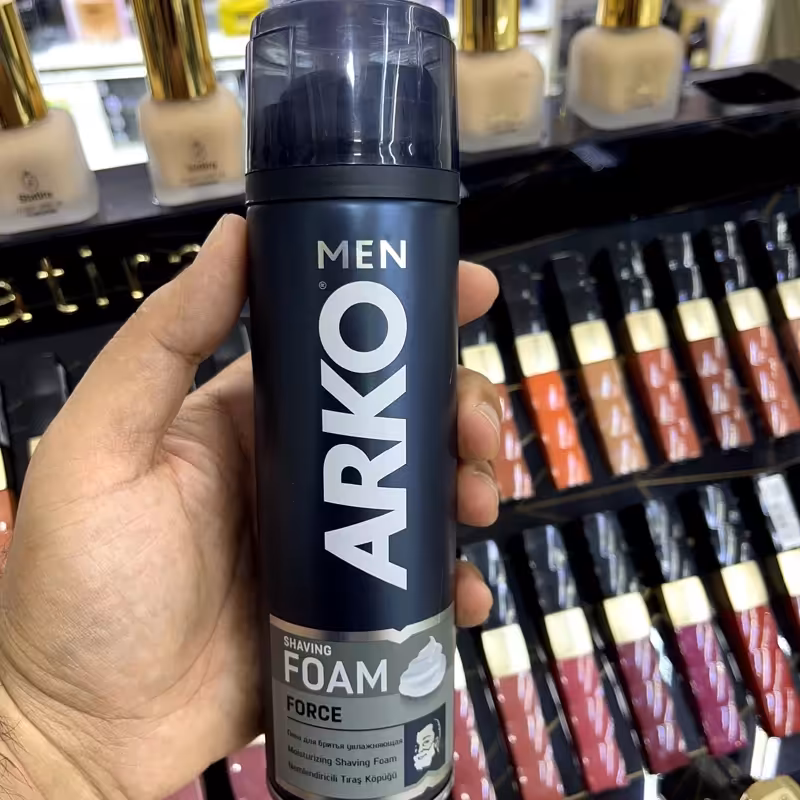 MEN
ARKO
®
SHAVING
FOAM
FORCE
Пена для бритья увлажняющая
Moisturizing Shaving Foam
Nemlendiricili Tıraş Köpüğü